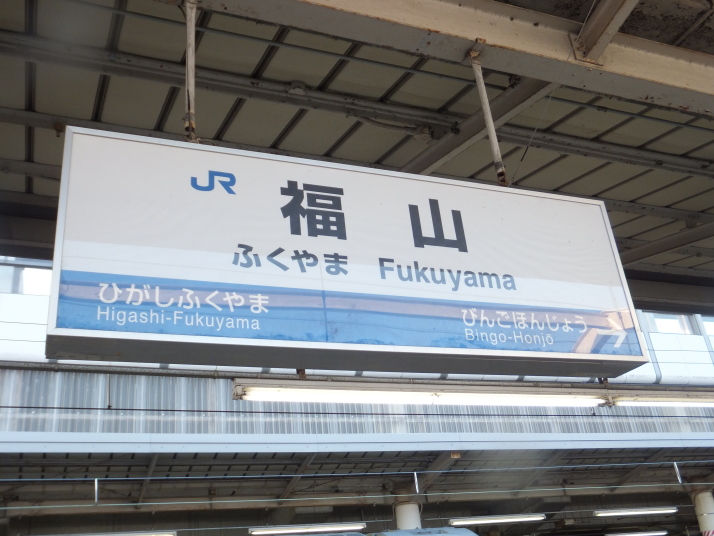 JR 福山
ふくやま Fukuyama
ひがしふくやま
Higashi-Fukuyama
びんごほんじょう
Bingo-Honjō